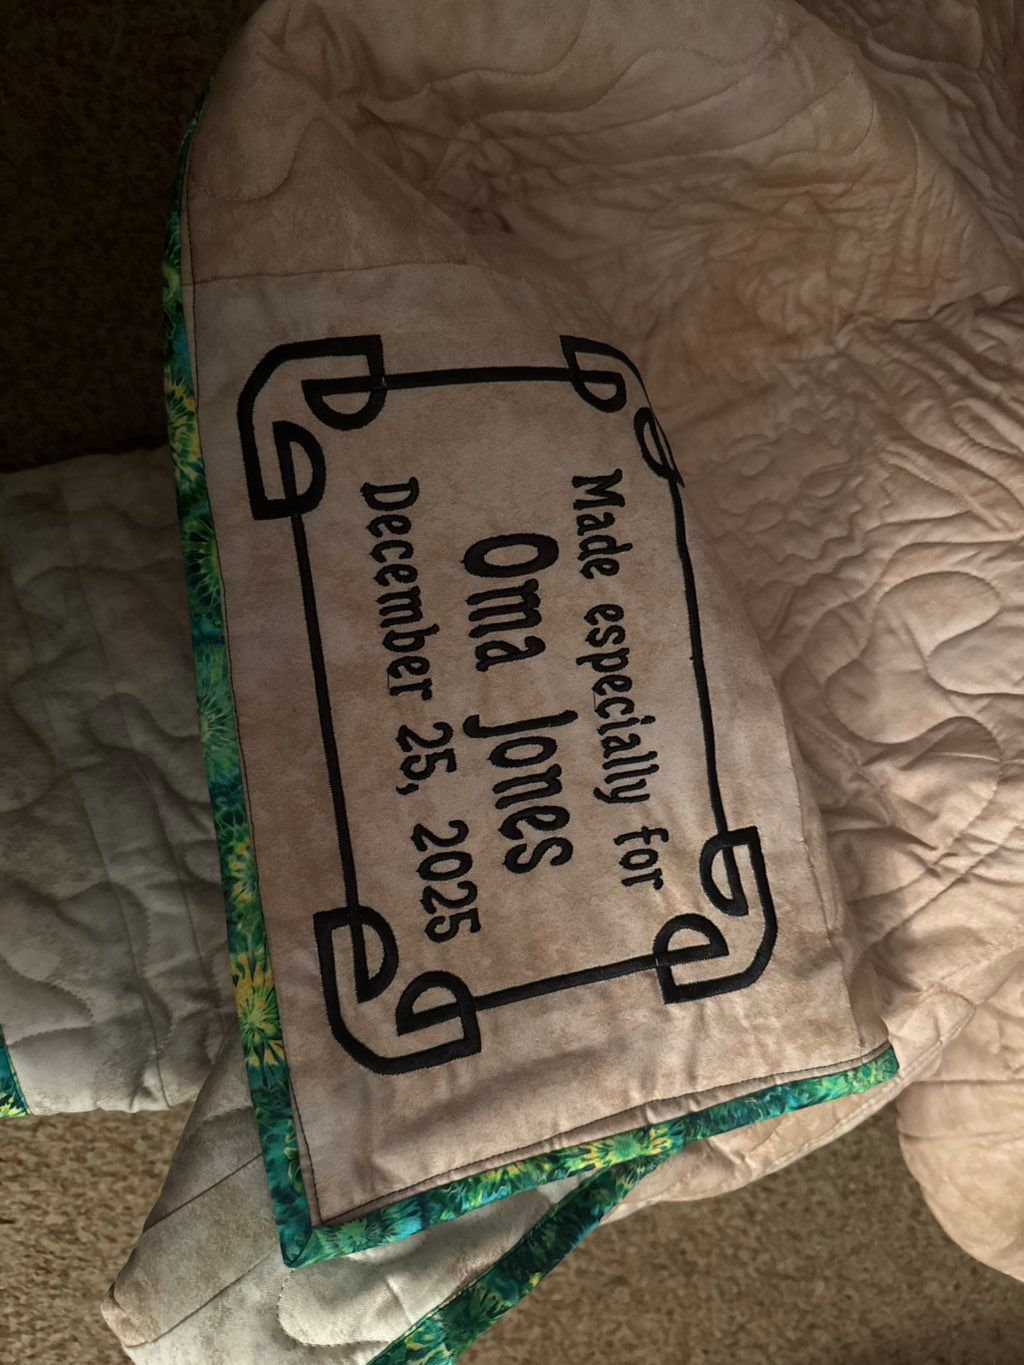 Made especially for
Oma Jones
December 25, 2025